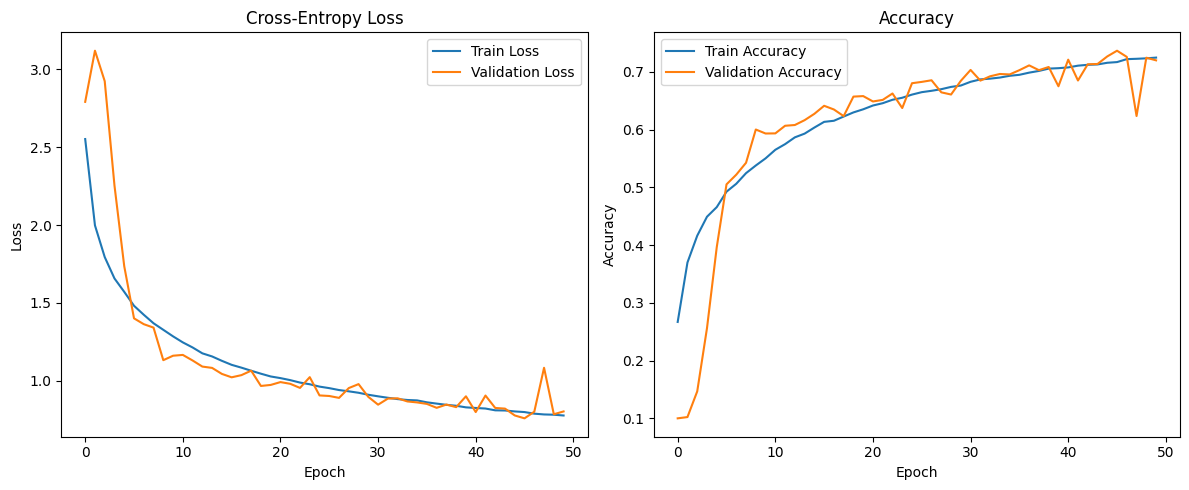 Cross-Entropy Loss
Train Loss
Validation Loss
3.0
2.5
2.0
1.5
1.0
Loss
0
10
20
30
40
50
Epoch
Accuracy
Train Accuracy
Validation Accuracy
0.7
0.6
0.5
0.4
0.3
0.2
0.1
Accuracy
0
10
20
30
40
50
Epoch